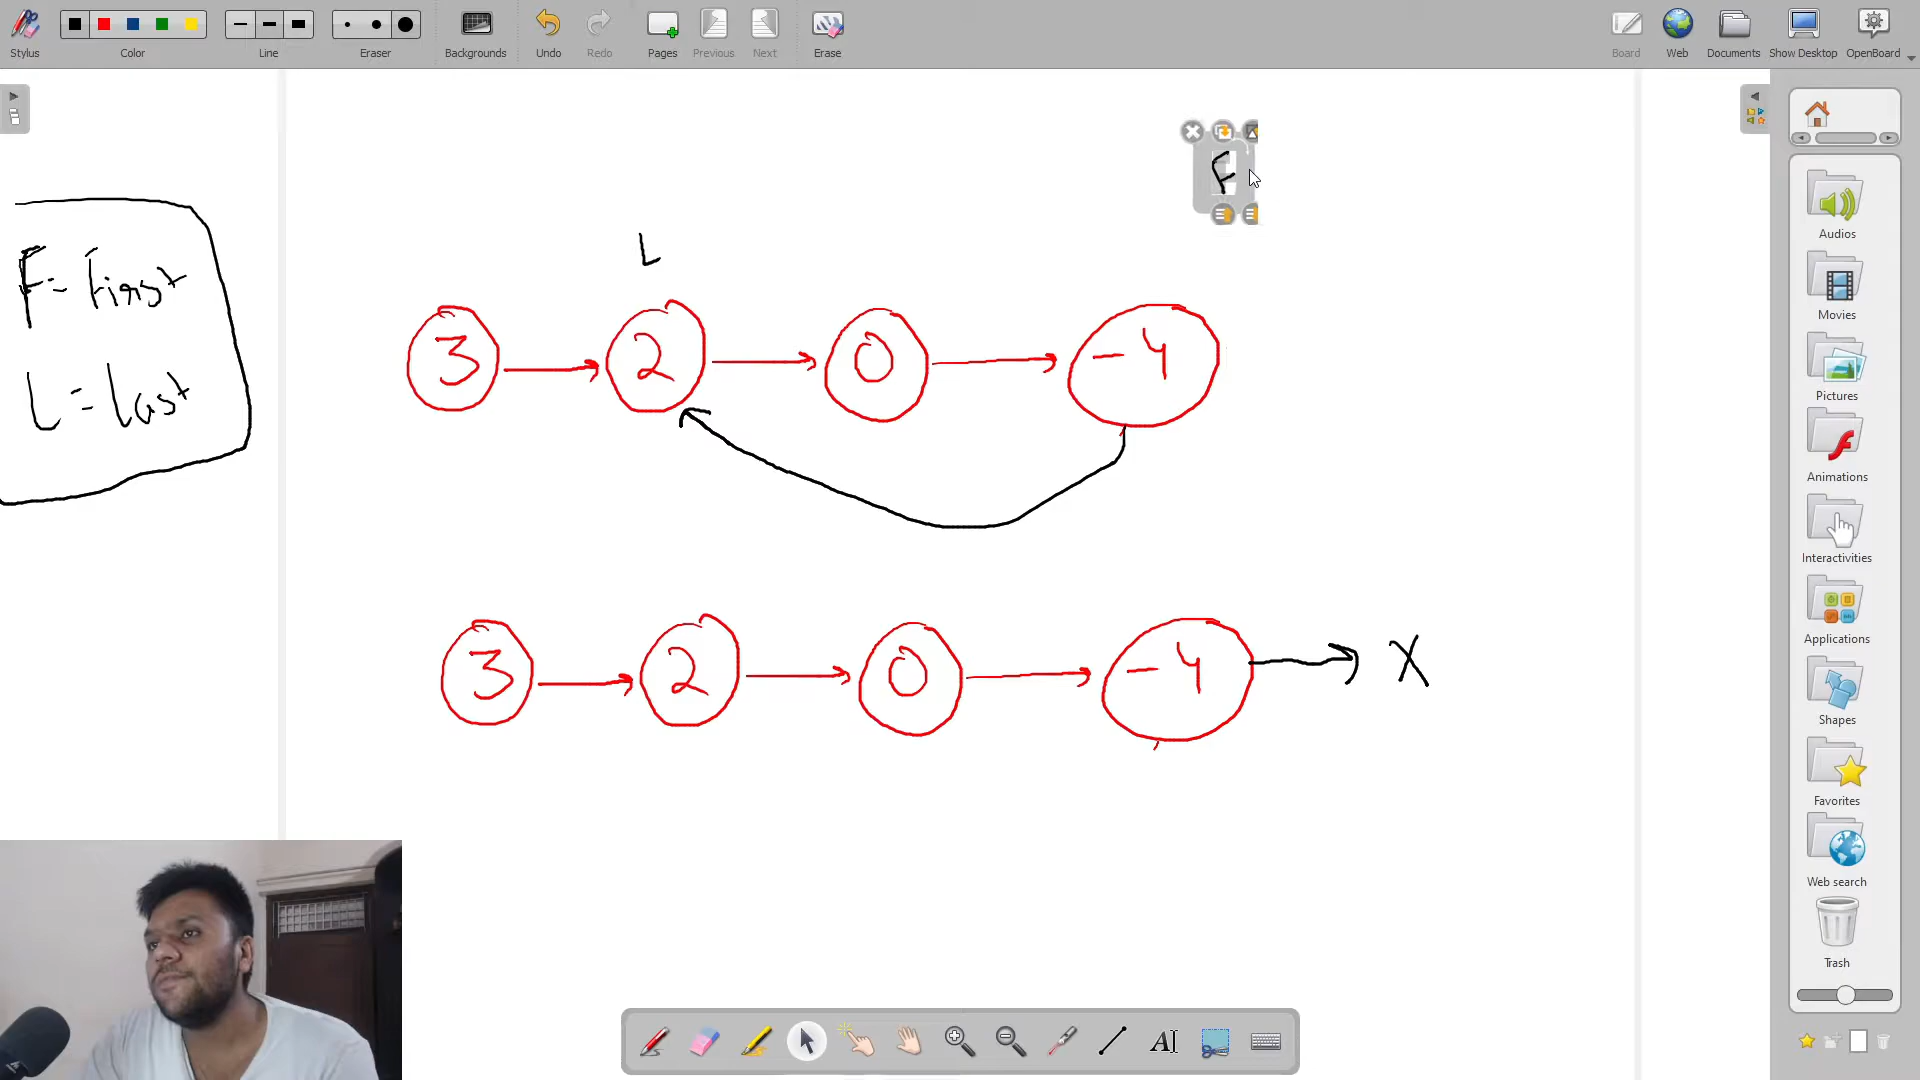 Stylus
Color
Line
Eraser
Backgrounds
Undo
Redo
Pages
Previous
Next
Erase
Board
Web
Documents
Show Desktop
OpenBoard
F
L
F = First
L = Last
3 2 0 -4
3 2 0 -4 X
Audios
Movies
Pictures
Animations
Interactivities
Applications
Shapes
Favorites
Web search
Trash
AI